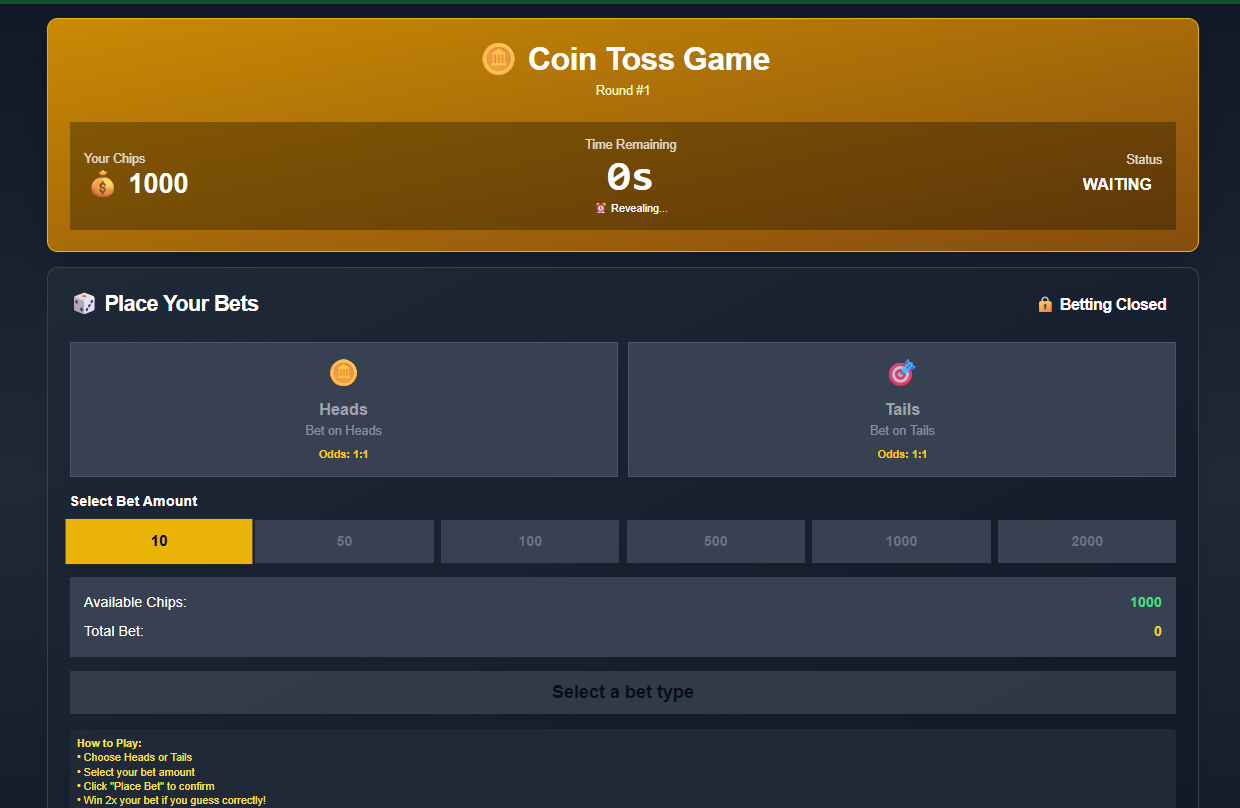 Coin Toss Game
Round #1
Your Chips
1000
Time Remaining
0s
Revealing...
Status
WAITING
Place Your Bets
Betting Closed
Heads
Bet on Heads
Odds: 1:1
Tails
Bet on Tails
Odds: 1:1
Select Bet Amount
10
50
100
500
1000
2000
Available Chips:
1000
Total Bet:
0
Select a bet type
How to Play:
• Choose Heads or Tails
• Select your bet amount
• Click "Place Bet" to confirm
• Win 2x your bet if you guess correctly!